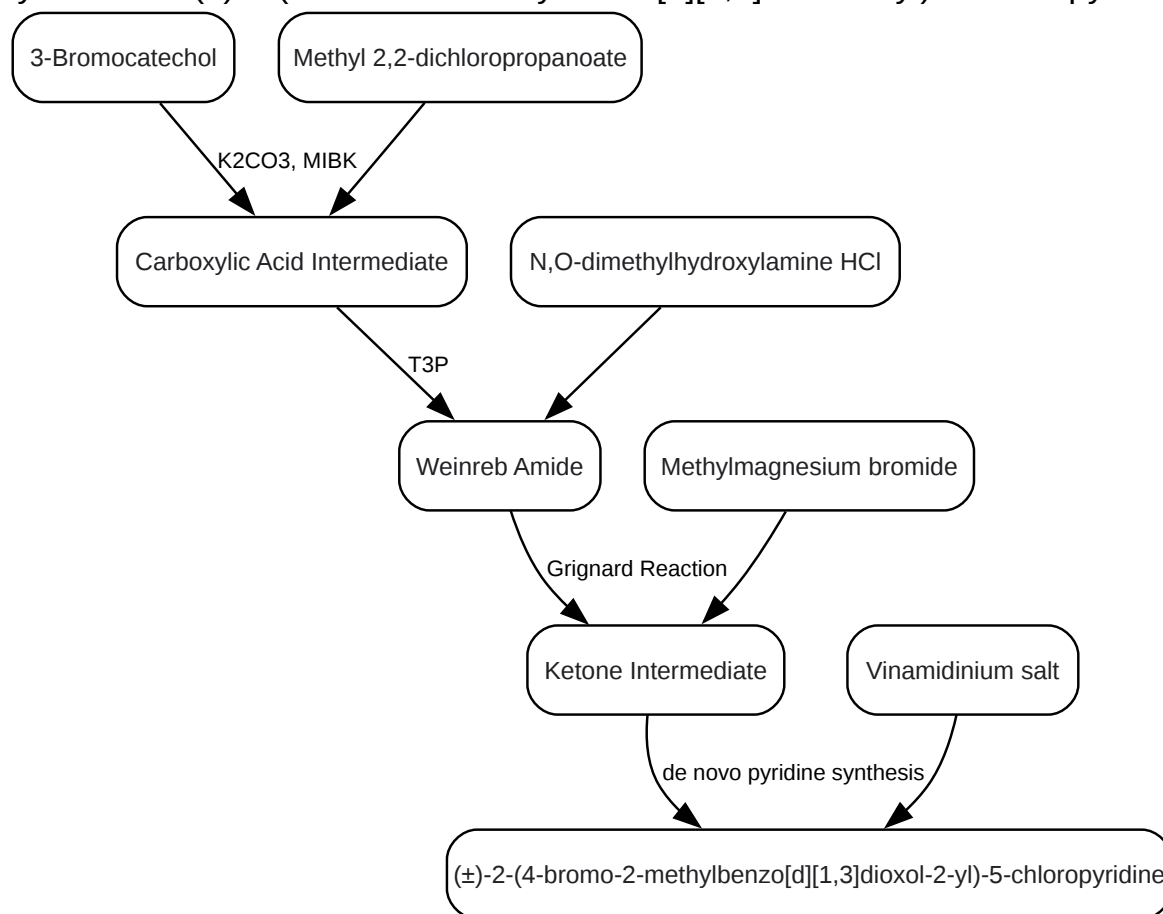 3-Bromocatechol
Methyl 2,2-dichloropropanoate
K2CO3, MIBK
Carboxylic Acid Intermediate
N,O-dimethylhydroxylamine HCl
T3P
Weinreb Amide
Methylmagnesium bromide
Grignard Reaction
Ketone Intermediate
Vinamidinium salt
de novo pyridine synthesis
(±)-2-(4-bromo-2-methylbenzo[d][1,3]dioxol-2-yl)-5-chloropyridine